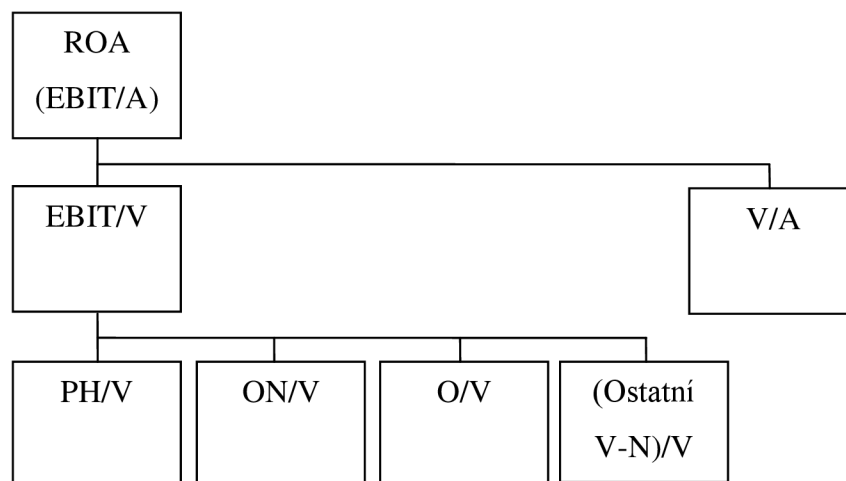 ROA
(EBIT/A)
EBIT/V
V/A
PH/V
ON/V
O/V
(Ostatní
V-N)/V